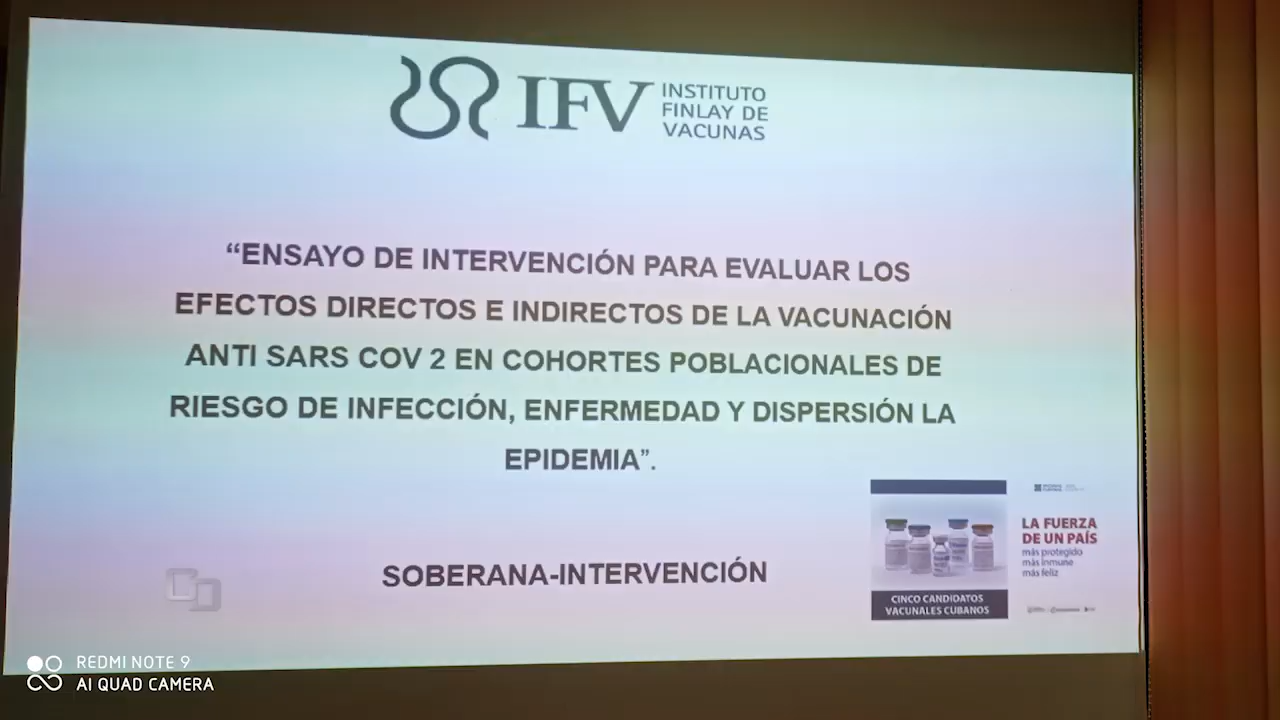 IFV
INSTITUTO
FINLAY DE
VACUNAS
“ENSAYO DE INTERVENCIÓN PARA EVALUAR LOS
EFECTOS DIRECTOS E INDIRECTOS DE LA VACUNACIÓN
ANTI SARS COV 2 EN COHORTES POBLACIONALES DE
RIESGO DE INFECCIÓN, ENFERMEDAD Y DISPERSIÓN LA
EPIDEMIA”.
SOBERANA-INTERVENCIÓN
LA FUERZA
DE UN PAÍS
más protegido
más inmune
más feliz
CINCO CANDIDATOS
VACUNALES CUBANOS
REDMI NOTE 9
AI QUAD CAMERA